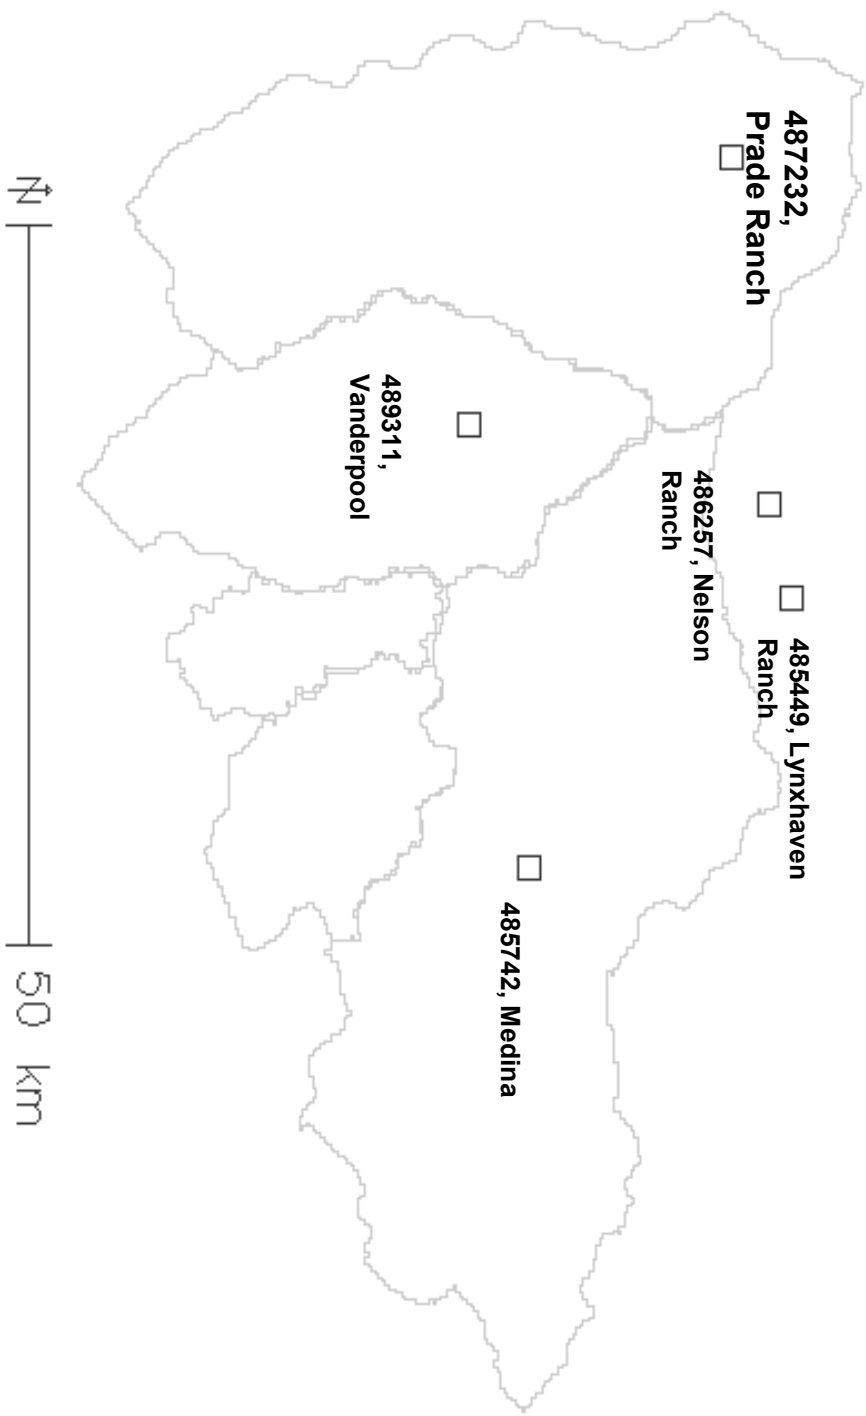 487232,
Prade Ranch
489311,
Vanderpool
486257, Nelson
Ranch
485449, Lynxhaven
Ranch
485742, Medina
N
50 km